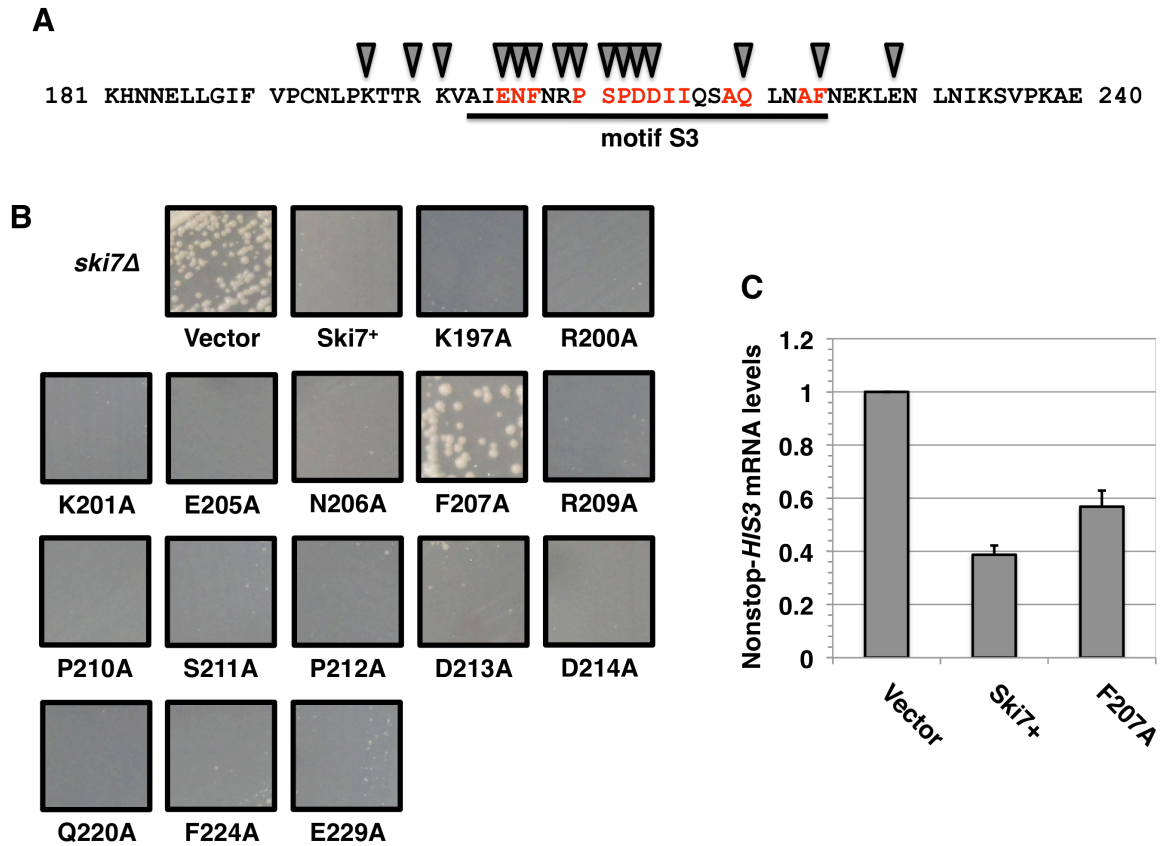 A
181 KHNNELLGIF VPCNLPKTTR KVAIENFNRP SPDDIIQSAQ LNAFNEKLEN LNIKSVPKAE 240
motif S3
B
ski7Δ
Vector Ski7+ K197A R200A
K201A E205A N206A F207A R209A
P210A S211A P212A D213A D214A
Q220A F224A E229A
C
Nonstop-HIS3 mRNA levels
1.2
1
0.8
0.6
0.4
0.2
0
Vector Ski7+ F207A